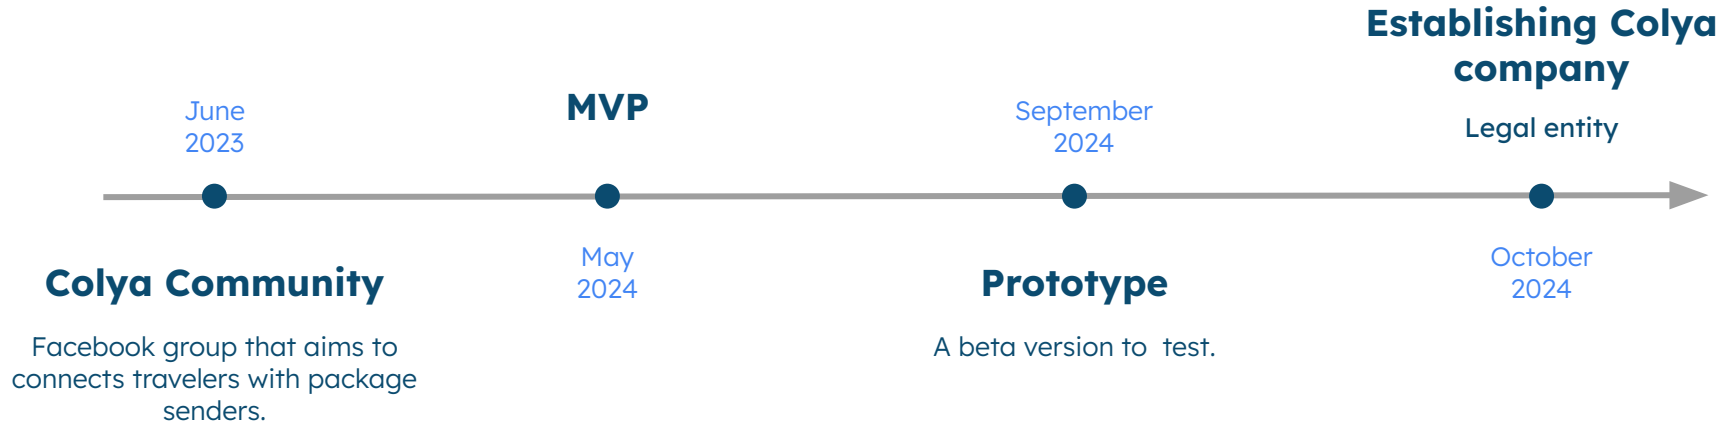 June
2023
Colya Community
Facebook group that aims to
connects travelers with package
senders.
MVP
May
2024
September
2024
Prototype
A beta version to  test.
Establishing Colya
company
Legal entity
October
2024